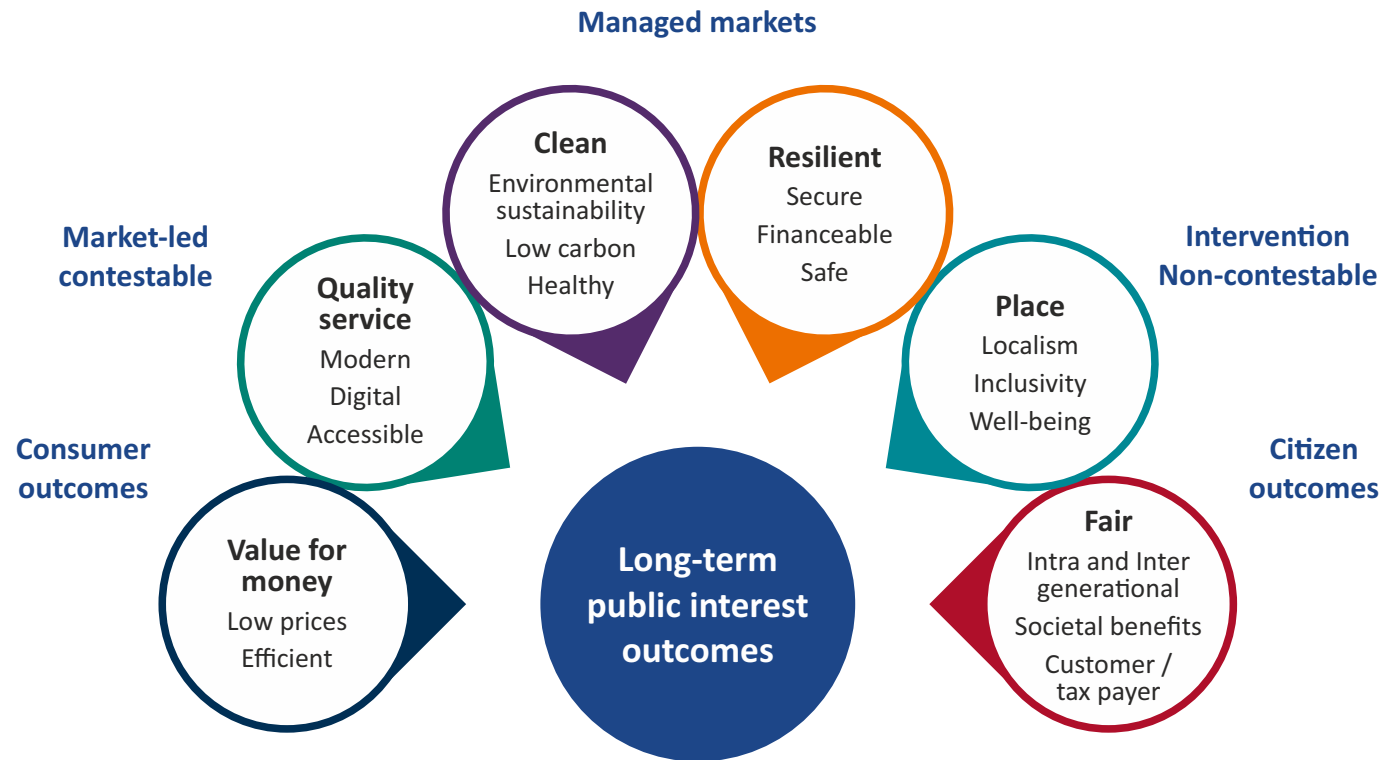 Managed markets
Clean
Environmental
sustainability
Low carbon
Healthy
Resilient
Secure
Financeable
Safe
Market-led
contestable
Intervention
Non-contestable
Quality
service
Modern
Digital
Accessible
Place
Localism
Inclusivity
Well-being
Consumer
outcomes
Citizen
outcomes
Value for
money
Low prices
Efficient
Long-term
public interest
outcomes
Fair
Intra and Inter
generational
Societal benefits
Customer /
tax payer